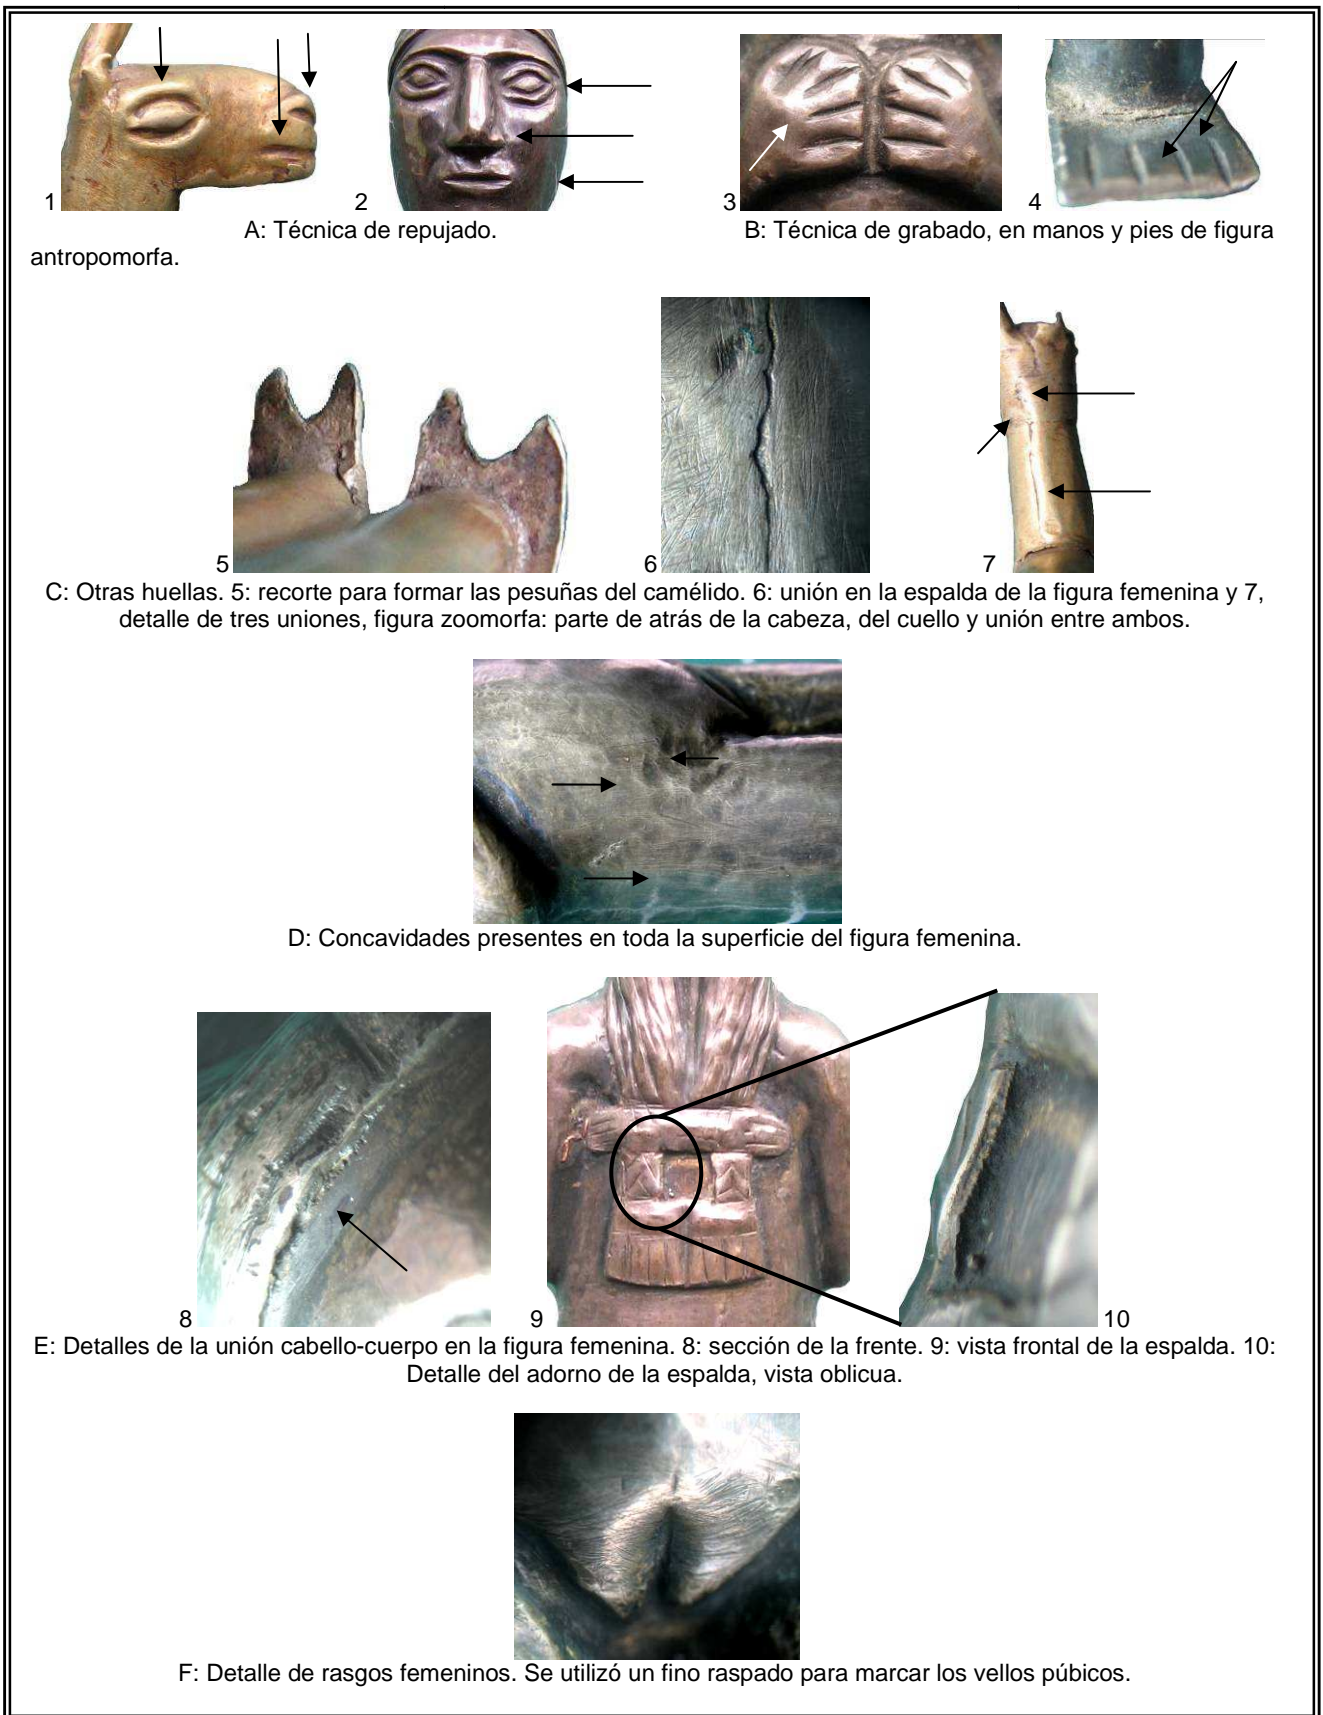 1 2 3 4
A: Técnica de repujado. B: Técnica de grabado, en manos y pies de figura
antropomorfa.
5 6 7
C: Otras huellas. 5: recorte para formar las pesuñas del camélido. 6: unión en la espalda de la figura femenina y 7,
detalle de tres uniones, figura zoomorfa: parte de atrás de la cabeza, del cuello y unión entre ambos.
D: Concavidades presentes en toda la superficie del figura femenina.
8 9 10
E: Detalles de la unión cabello-cuerpo en la figura femenina. 8: sección de la frente. 9: vista frontal de la espalda. 10:
Detalle del adorno de la espalda, vista oblicua.
F: Detalle de rasgos femeninos. Se utilizó un fino raspado para marcar los vellos púbicos.